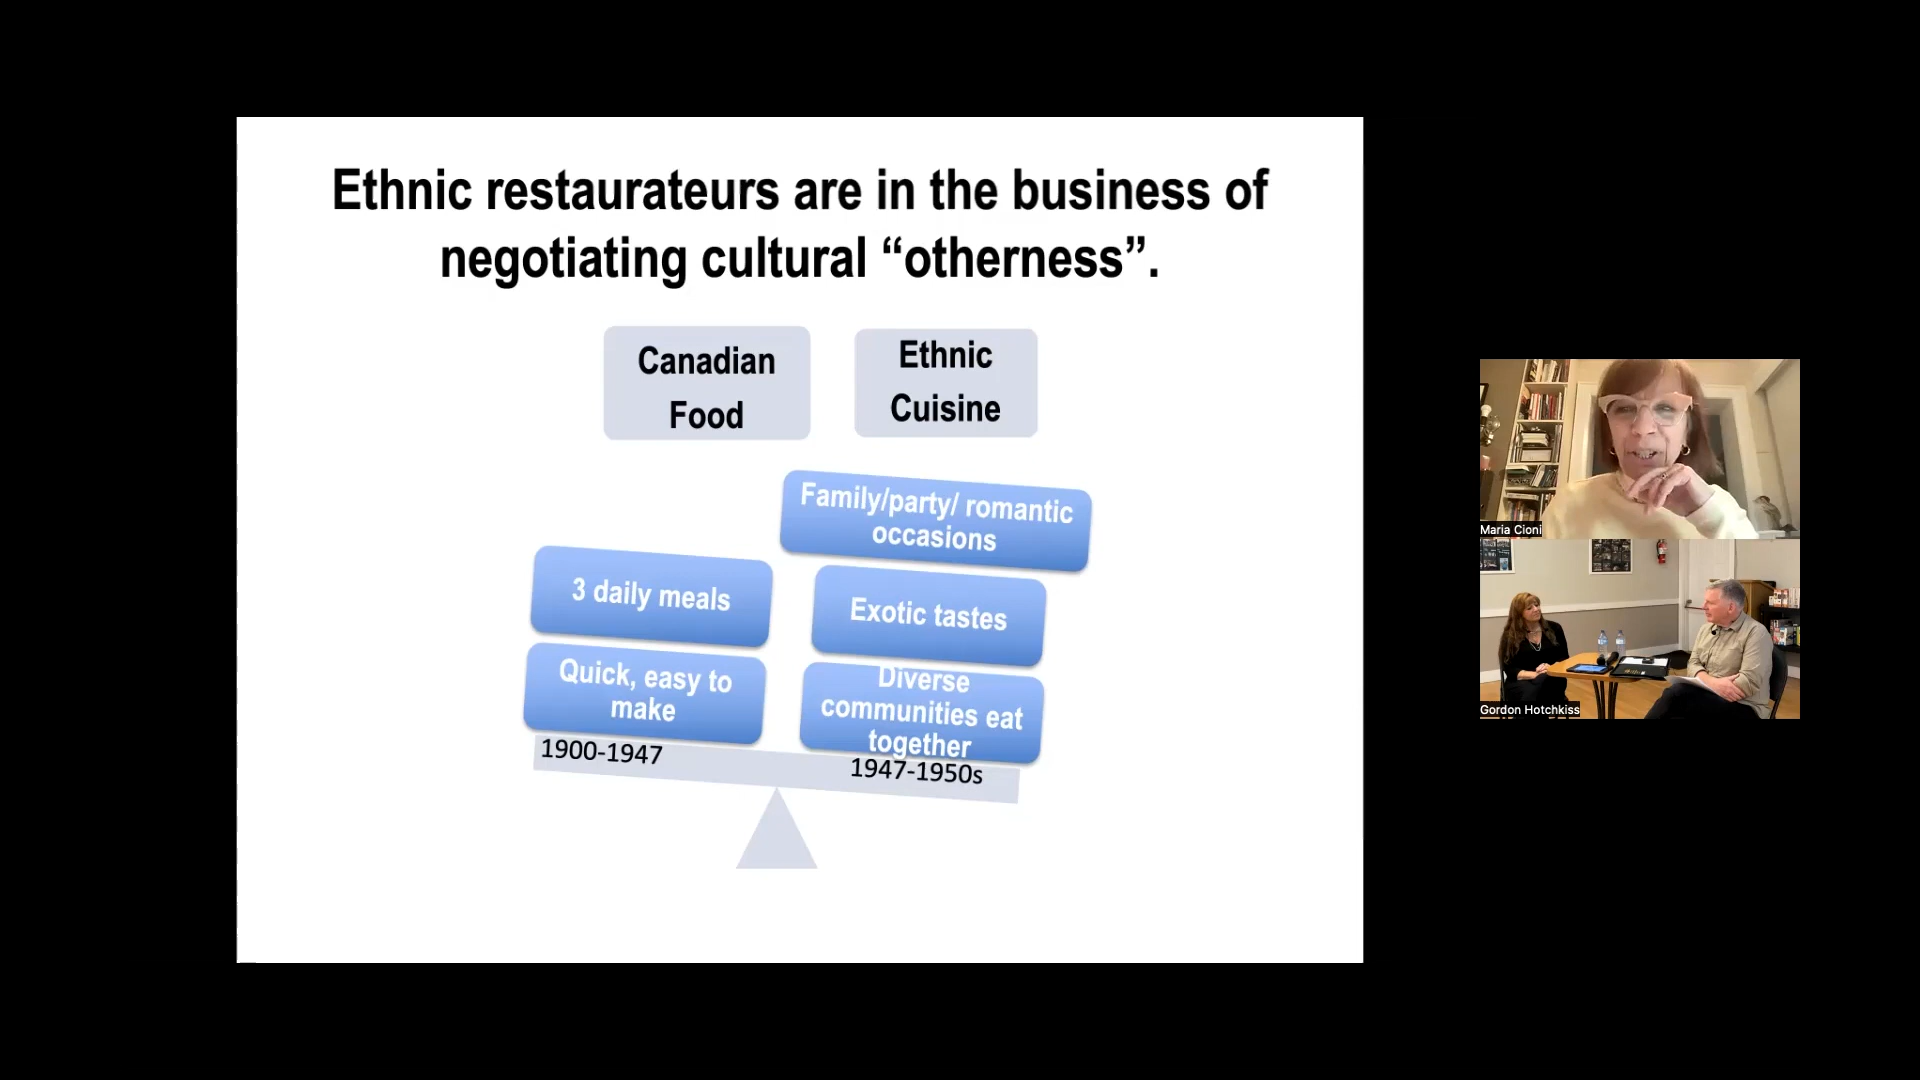 Ethnic restaurateurs are in the business of
negotiating cultural “otherness”.
Canadian
Food
Ethnic
Cuisine
Family/party/ romantic
occasions
3 daily meals
Exotic tastes
Quick, easy to
make
Diverse
communities eat
together
1900-1947
1947-1950s
Maria Cioni
Gordon Hotchkiss